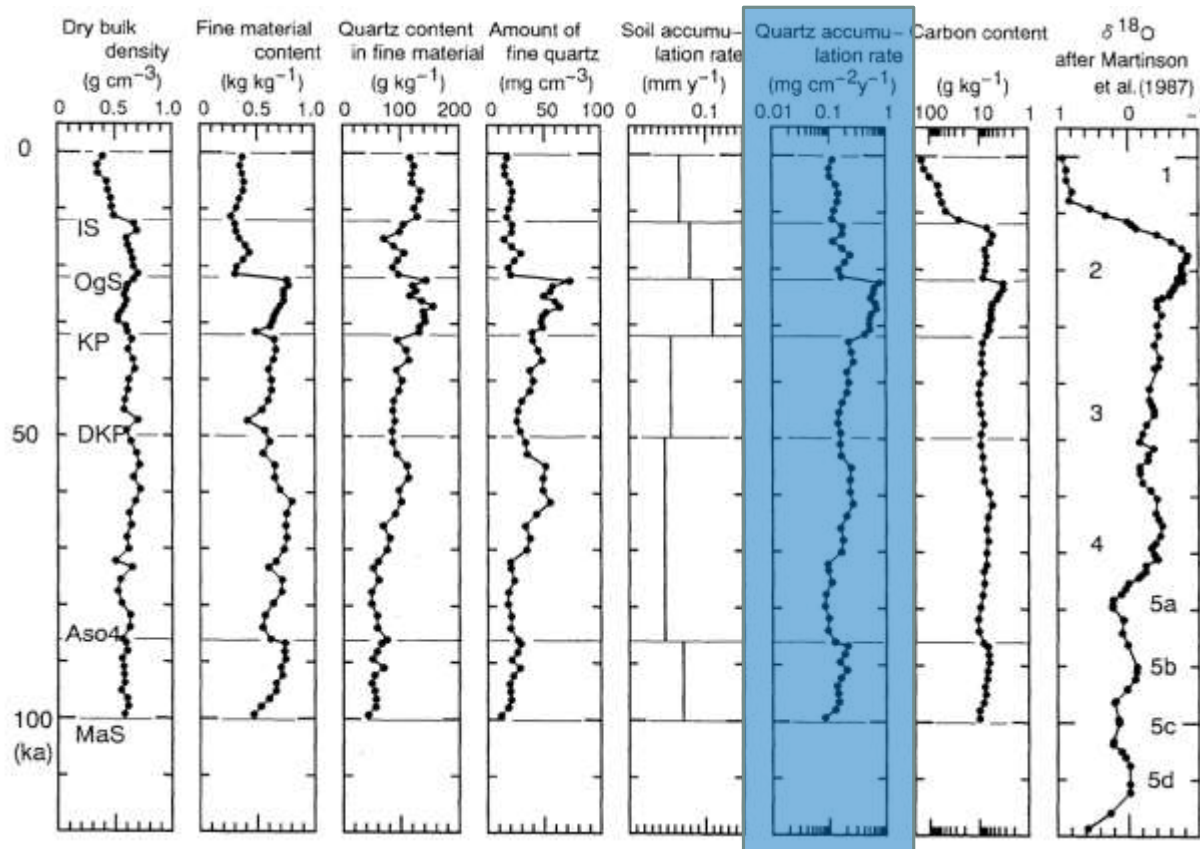 Dry bulk
density
(g cm−3)
0 0.5 1.0
Fine material
content
(kg kg−1)
0 0.5 1.0
Quartz content
in fine material
(g kg−1)
0 100 200
Amount of
fine quartz
(mg cm−3)
0 50 100
Soil accumu-
lation rate
(mm y−1)
0 0.1
Quartz accumu-
lation rate
(mg cm−2y−1)
0.01 0.1 1
Carbon content
(g kg−1)
100 10 1
δ 18O
after Martinson
et al. (1987)
1 0 −
0
IS
OgS
KP
DKP
50
Aso4
100
MaS
(ka)
1
2
3
4
5a
5b
5c
5d